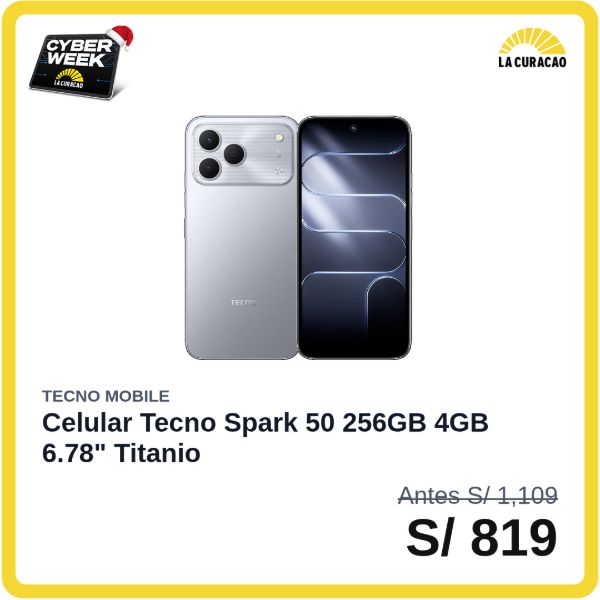 CYBER
WEEK
LA CURACAO
LA CURACAO
TECNO
TECNO MOBILE
Celular Tecno Spark 50 256GB 4GB
6.78" Titanio
Antes S/ 1,109
S/ 819